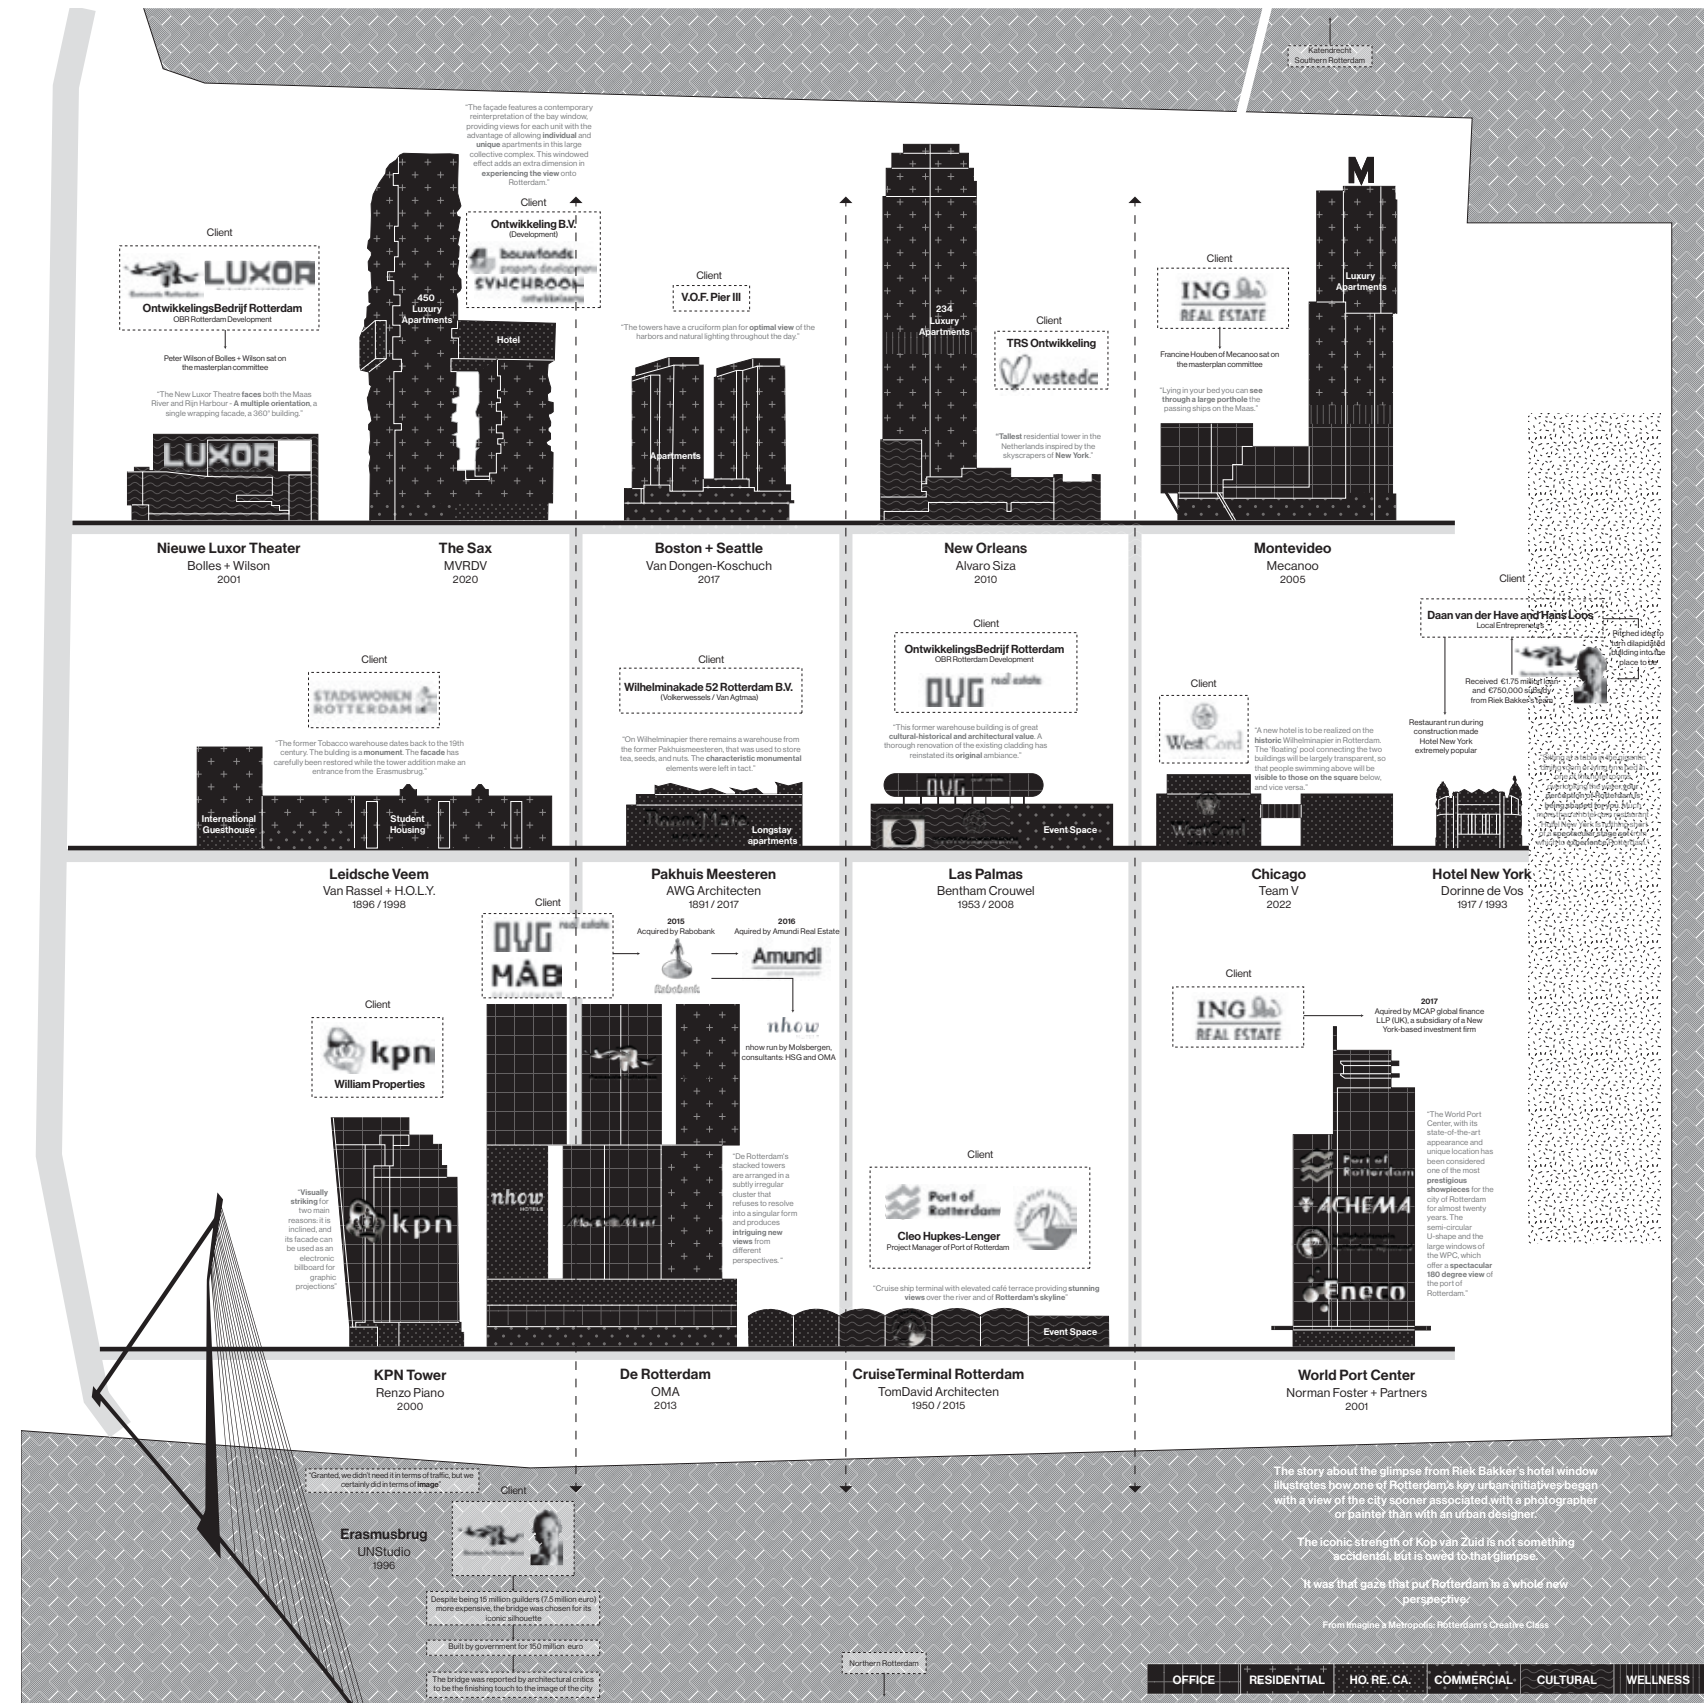 Katendrecht
Southern Rotterdam
"The façade features a contemporary
reinterpretation of the bay window,
providing views for each unit with the
advantage of allowing individual and
unique apartments in this large
collective complex. This windowed
effect adds an extra dimension in
experiencing the view onto
Rotterdam."
Client
LUXOR
OntwikkelingsBedrijf Rotterdam
OBR Rotterdam Development
Peter Wilson of Bolles + Wilson sat on
the masterplan committee
"The New Luxor Theatre faces both the Maas
River and Rijn Harbour - A multiple orientation, a
single wrapping facade, a 360° building."
LUXOR
450
Luxury
Apartments
Client
Ontwikkeling B.V.
(Development)
bouwfonds
property development
SYNCHROON
Hotel
Client
V.O.F. Pier III
"The towers have a cruciform plan for optimal view of the
harbors and natural lighting throughout the day."
Apartments
234
Luxury
Apartments
Client
TRS Ontwikkeling
vesteda
"Tallest residential tower in the
Netherlands inspired by the
skyscrapers of New York."
Client
ING
REAL ESTATE
Francine Houben of Mecanoo sat on
the masterplan committee
"Lying in your bed you can see
through a large porthole the
passing ships on the Maas."
M
Luxury
Apartments
Nieuwe Luxor Theater
Bolles + Wilson
2001
The Sax
MVRDV
2020
Boston + Seattle
Van Dongen-Koschuch
2017
New Orleans
Alvaro Siza
2010
Montevideo
Mecanoo
2005
Client
STADSWONEN
ROTTERDAM
"The former Tobacco warehouse dates back to the 19th
century. The bulding is a monument. The facade has
carefully been restored while the tower addition make an
entrance from the Erasmusbrug."
International
Guesthouse
Student
Housing
Client
Wilhelminakade 52 Rotterdam B.V.
(Volkerwessels / Van Agtmaa)
"On Wilhelminapier there remains a warehouse from
the former Pakhuismeesteren, that was used to store
tea, seeds, and nuts. The characteristic monumental
elements were left in tact."
Longstay
apartments
Client
OntwikkelingsBedrijf Rotterdam
OBR Rotterdam Development
OVG real estate
"This former warehouse building is of great
cultural-historical and architectural value. A
thorough renovation of the existing cladding has
reinstated its original ambiance."
OVG
Event Space
Client
WestCord
"A new hotel is to be realized on the
historic Wilhelminapier in Rotterdam.
The 'floating' pool connecting the two
buildings will be largely transparent, so
that people swimming above will be
visible to those on the square below,
and vice versa."
WestCord
Client
Daan van der Have and Hans Loos
Local Entrepreneurs
Pitched idea to
turn dilapidated
building into the
place to be
Received €1.75 million loan
and €750,000 subsidy
from Riek Bakker's team
Restaurant run during
construction made
Hotel New York
extremely popular
Leidsche Veem
Van Rassel + H.O.L.Y.
1896 / 1998
Pakhuis Meesteren
AWG Architecten
1891 / 2017
Las Palmas
Bentham Crouwel
1953 / 2008
Chicago
Team V
2022
Hotel New York
Dorinne de Vos
1917 / 1993
Client
kpn
William Properties
"Visually
striking for
two main
reasons: it is
inclined, and
its facade can
be used as an
electronic
billboard for
graphic
projections"
kpn
Client
OVG real estate
MAB
2015
Acquired by Rabobank
Rabobank
2016
Aquired by Amundi Real Estate
Amundi
nhow
nhow run by Molsbergen,
consultants: HSG and OMA
nhow
HOTELS
"De Rotterdam's
stacked towers
are arranged in a
subtly irregular
cluster that
refuses to resolve
into a singular form
and produces
intriguing new
views from
different
perspectives."
Client
Port of
Rotterdam
Cleo Hupkes-Lenger
Project Manager of Port of Rotterdam
"Cruise ship terminal with elevated café terrace providing stunning
views over the river and of Rotterdam's skyline"
Event Space
Client
ING
REAL ESTATE
2017
Aquired by MCAP global finance
LLP (UK), a subsidiary of a New
York-based investment firm
Port of
Rotterdam
ACHEMA
Eneco
"The World Port
Center, with its
state-of-the-art
appearance and
unique location has
been considered
one of the most
prestigious
showpieces for the
city of Rotterdam
for almost twenty
years. The
semi-circular
U-shape and the
large windows of
the WPC, which
offer a spectacular
180 degree view of
the port of
Rotterdam."
KPN Tower
Renzo Piano
2000
De Rotterdam
OMA
2013
CruiseTerminal Rotterdam
TomDavid Architecten
1950 / 2015
World Port Center
Norman Foster + Partners
2001
"Granted, we didn't need it in terms of traffic, but we
certainly did in terms of image"
Client
Erasmusbrug
UNStudio
1996
Despite being 15 million guilders (7.5 million euro)
more expensive, the bridge was chosen for its
iconic silhouette
Built by government for 150 million euro
The bridge was reported by architectural critics
to be the finishing touch to the image of the city
Northern Rotterdam
The story about the glimpse from Riek Bakker's hotel window
illustrates how one of Rotterdam's key urban initiatives began
with a view of the city sooner associated with a photographer
or painter than with an urban designer.
The iconic strength of Kop van Zuid is not something
accidental, but is owed to that glimpse.
It was that gaze that put Rotterdam in a whole new
perspective.
From Imagine a Metropolis: Rotterdam's Creative Class
OFFICE
RESIDENTIAL
HO. RE. CA.
COMMERCIAL
CULTURAL
WELLNESS